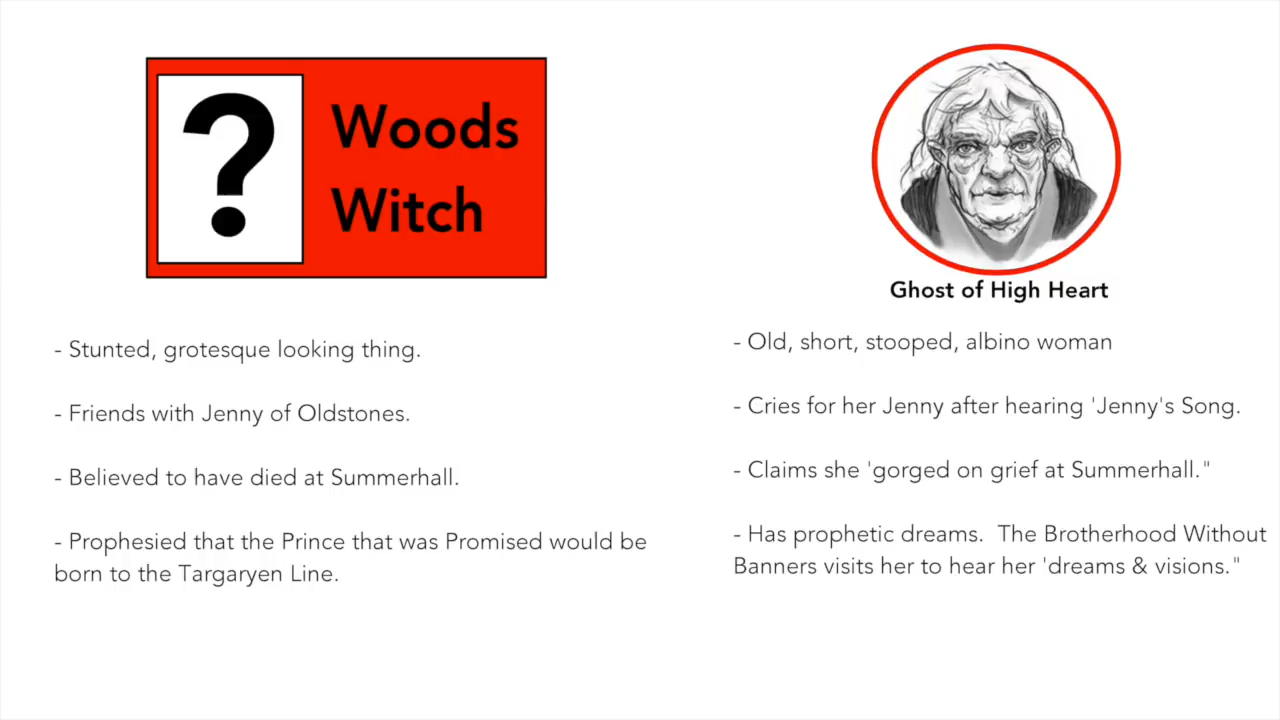 ?
Woods
Witch
- Stunted, grotesque looking thing.
- Friends with Jenny of Oldstones.
- Believed to have died at Summerhall.
- Prophesied that the Prince that was Promised would be
born to the Targaryen Line.
Ghost of High Heart
- Old, short, stooped, albino woman
- Cries for her Jenny after hearing 'Jenny's Song.
- Claims she 'gorged on grief at Summerhall."
- Has prophetic dreams.  The Brotherhood Without
Banners visits her to hear her 'dreams & visions."